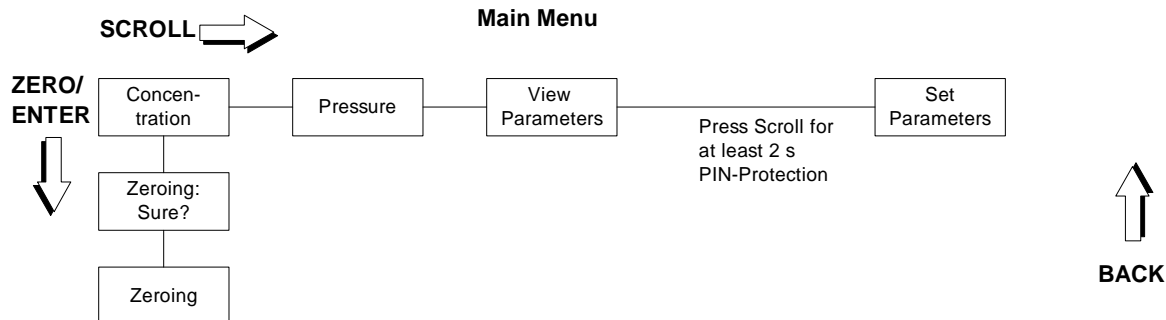 Main Menu
SCROLL
ZERO/
ENTER
Concen-
tration
Pressure
View
Parameters
Press Scroll for
at least 2 s
PIN-Protection
Set
Parameters
Zeroing:
Sure?
Zeroing
BACK